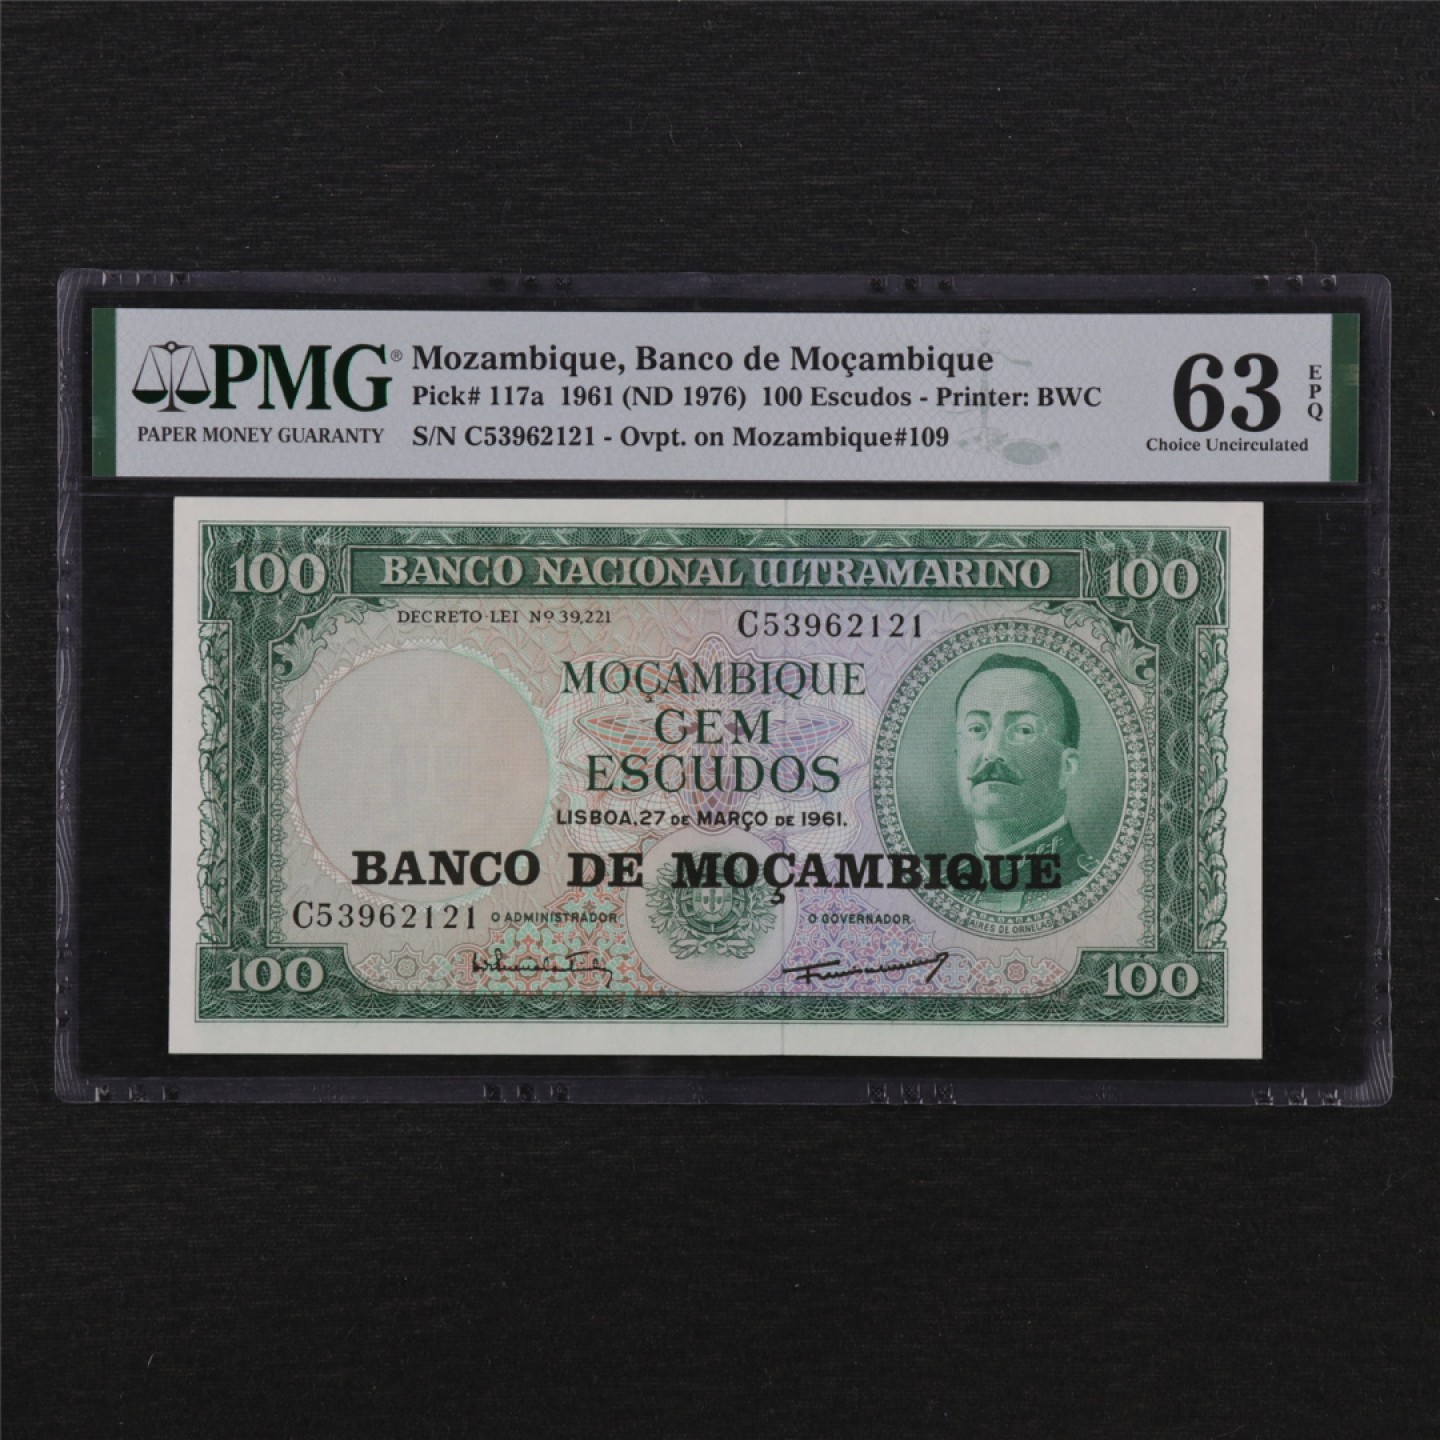 PMG®
PAPER MONEY GUARANTY
Mozambique, Banco de Moçambique
Pick# 117a 1961 (ND 1976) 100 Escudos - Printer: BWC
S/N C53962121 - Ovpt. on Mozambique#109
63
EPQ
Choice Uncirculated
100 BANCO NACIONAL ULTRAMARINO 100
DECRETO-LEI Nº 39,221
C53962121
MOÇAMBIQUE
CEM
ESCUDOS
LISBOA, 27 DE MARÇO DE 1961.
BANCO DE MOÇAMBIQUE
C53962121 O ADMINISTRADOR O GOVERNADOR
AIRES DE ORNELAS
100 100